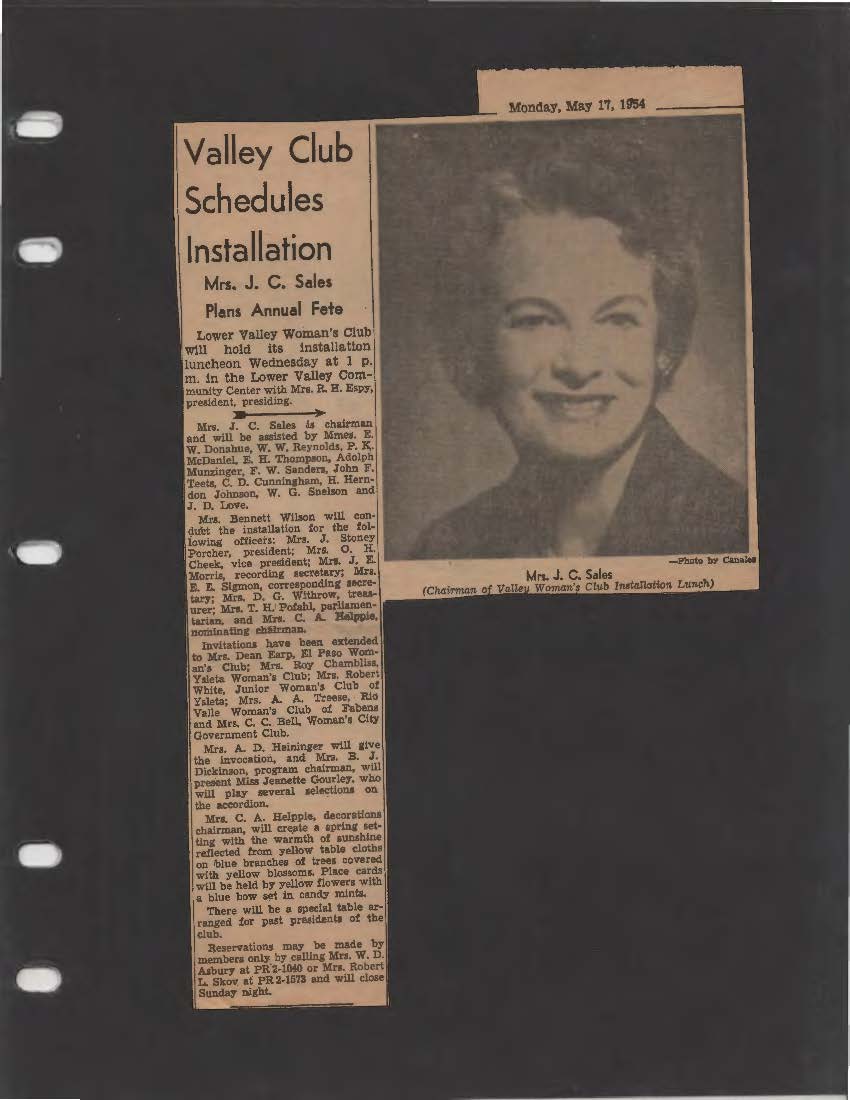 Monday, May 17, 1954
Valley Club
Schedules
Installation
Mrs. J. C. Sales
Plans Annual Fete
Lower Valley Woman's Club
will hold its installation
luncheon Wednesday at 1 p.
m. in the Lower Valley Com-
munity Center with Mrs. R. H. Espy,
president, presiding.
Mrs. J. C. Sales is chairman
and will be assisted by Mmes. E.
W. Donahue, W. W. Reynolds, P. K.
McDaniel, E. H. Thompson, Adolph
Munzinger, F. W. Sanders, John F.
Teets, C. D. Cunningham, H. Hern-
don Johnson, W. G. Snelson and
J. D. Love.
Mrs. Bennett Wilson will con-
duct the installation for the fol-
lowing officers: Mrs. J. Stoney
Porcher, president; Mrs. O. H.
Cheek, vice president; Mrs. J. E.
Morris, recording secretary; Mrs.
E. E. Sigmon, corresponding secre-
tary; Mrs. D. G. Withrow, treas-
urer; Mrs. T. H. Pofahl, parliamen-
tarian, and Mrs. C. A. Helppie,
nominating chairman.
Invitations have been extended
to Mrs. Dean Earp, El Paso Wom-
an's Club; Mrs. Roy Chambliss,
Ysleta Woman's Club; Mrs. Robert
White, Junior Woman's Club of
Ysleta; Mrs. A. A. Treese, Rio
Valle Woman's Club of Fabens
and Mrs. C. C. Bell, Woman's City
Government Club.
Mrs. A. D. Heininger will give
the invocation, and Mrs. B. J.
Dickinson, program chairman, will
present Miss Jeanette Gourley, who
will play several selections on
the accordion.
Mrs. C. A. Helppie, decorations
chairman, will create a spring set-
ting with the warmth of sunshine
reflected from yellow table cloths
on blue branches of trees covered
with yellow blossoms. Place cards
will be held by yellow flowers with
a blue bow set in candy mints.
There will be a special table ar-
ranged for past presidents of the
club.
Reservations may be made by
members only by calling Mrs. W. D.
Asbury at PR 2-1040 or Mrs. Robert
L. Skov at PR 2-1573 and will close
Sunday night.
—Photo by Canales
Mrs. J. C. Sales
(Chairman of Valley Woman's Club Installation Lunch)